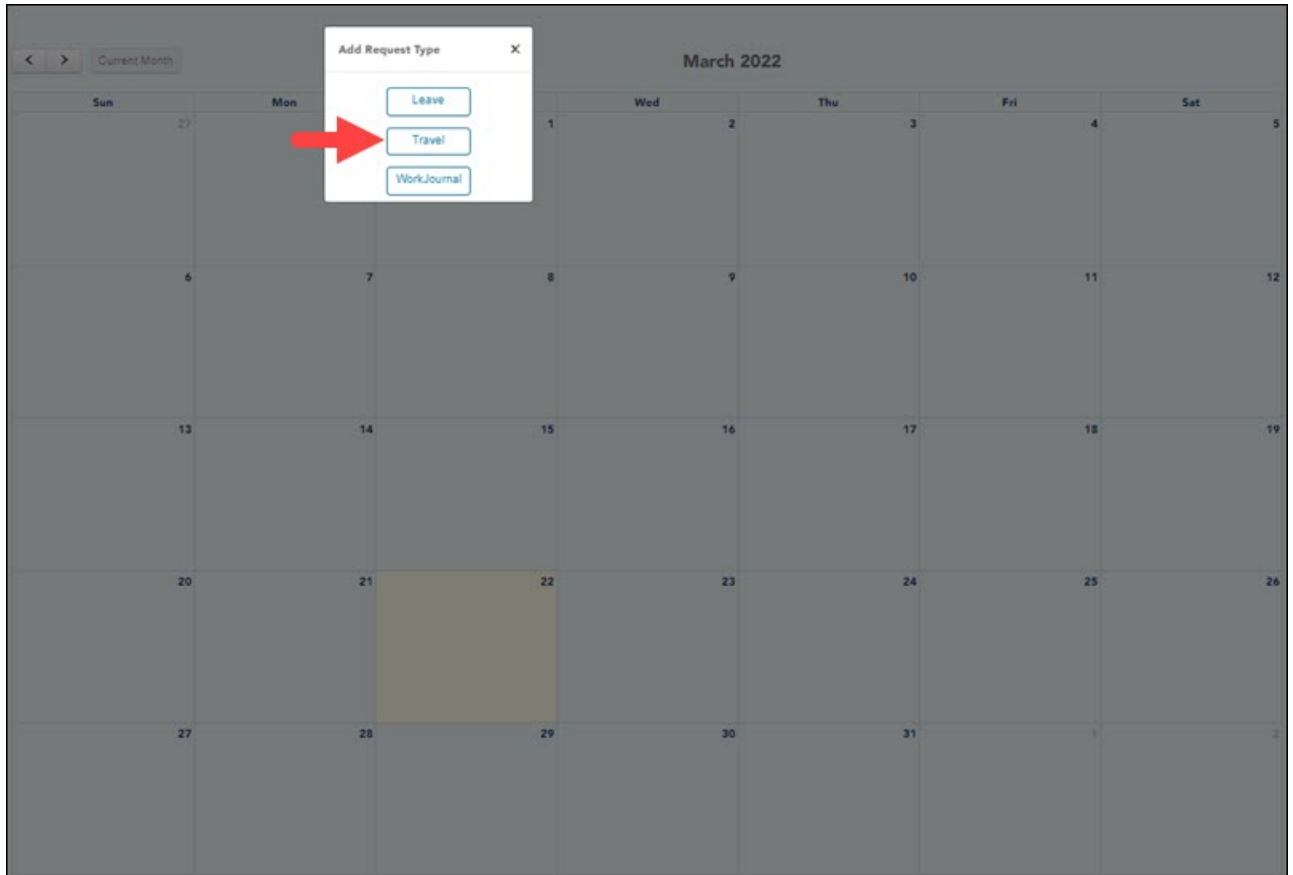 Add Request Type ×
< > Current Month March 2022
Leave
Sun Mon Wed Thu Fri Sat
27 1 2 3 4 5
Travel
WorkJournal
6 7 8 9 10 11 12
13 14 15 16 17 18 19
20 21 22 23 24 25 26
27 28 29 30 31 1 2